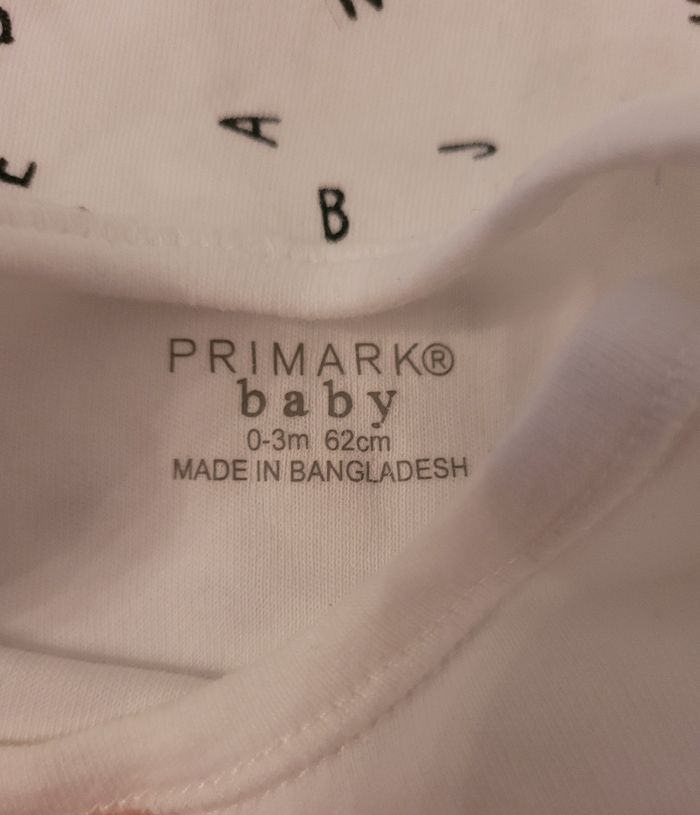 A
J
B
PRIMARK®
baby
0-3m 62cm
MADE IN BANGLADESH